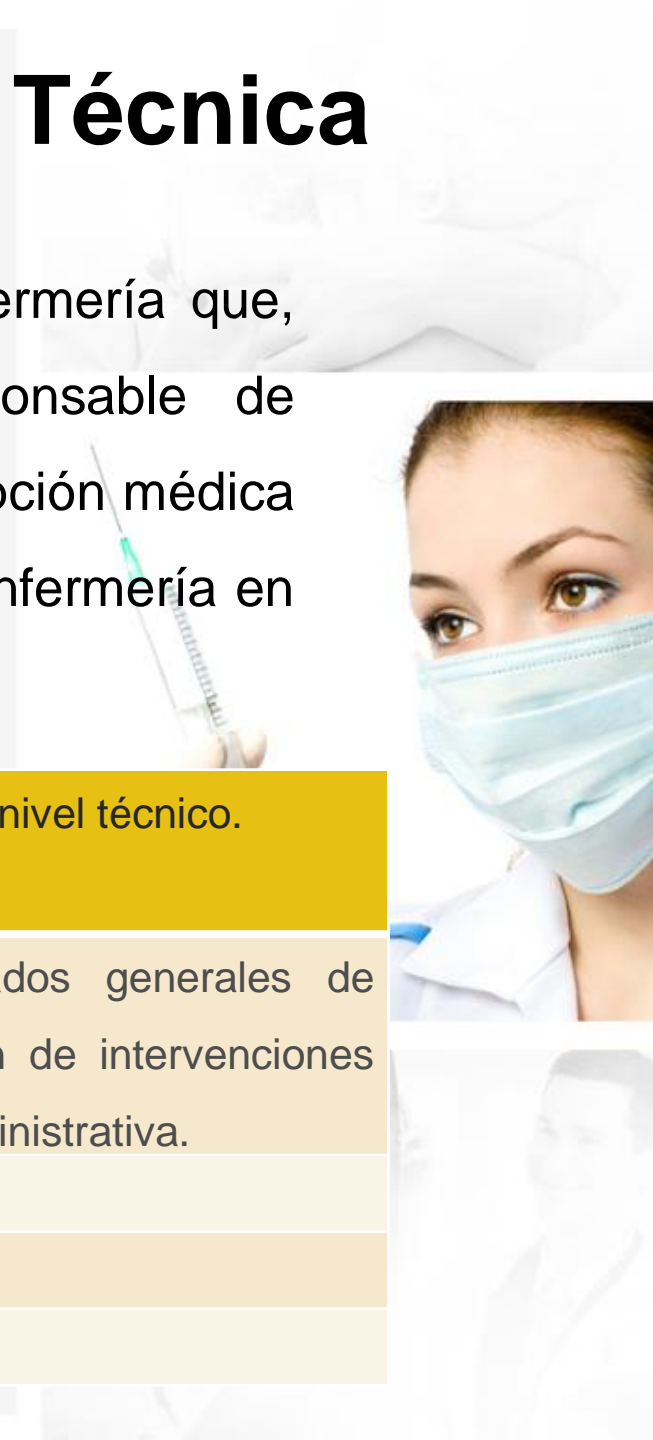 Técnica
ermería que,
onsable de
oción médica
nfermería en
nivel técnico.
ados generales de
n de intervenciones
inistrativa.